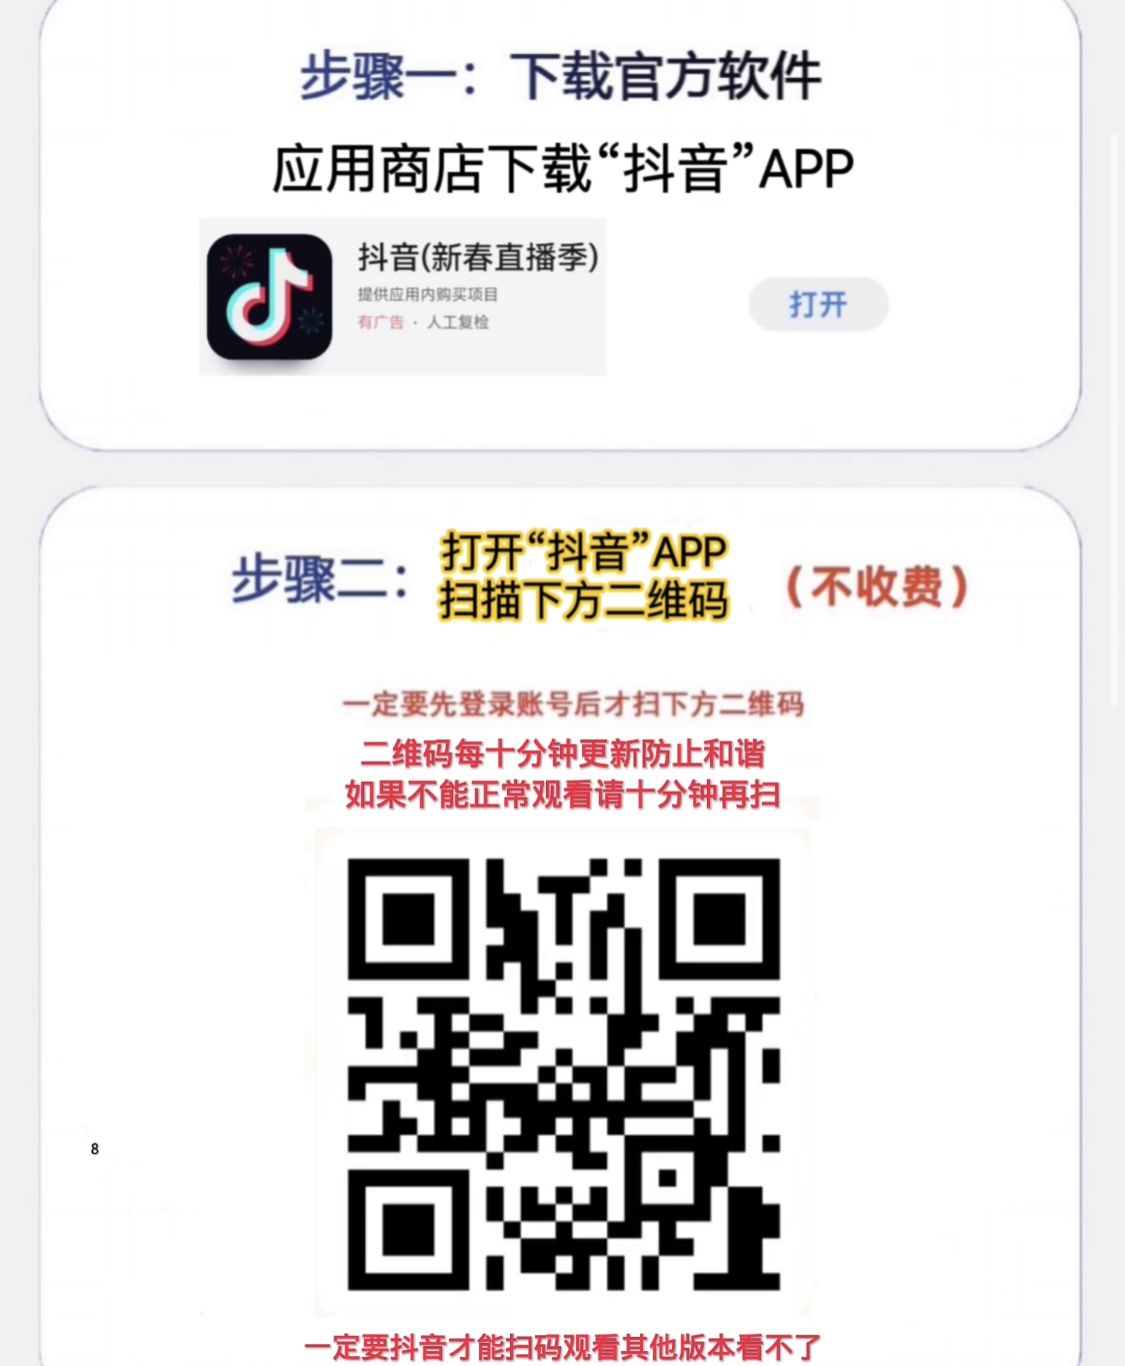 步骤一：下载官方软件
应用商店下载“抖音”APP
抖音(新春直播季)
提供应用内购买项目
有广告 · 人工复检
打开
步骤二：
打开“抖音”APP
扫描下方二维码
(不收费)
一定要先登录账号后才扫下方二维码
二维码每十分钟更新防止和谐
如果不能正常观看请十分钟再扫
8
一定要抖音才能扫码观看其他版本看不了